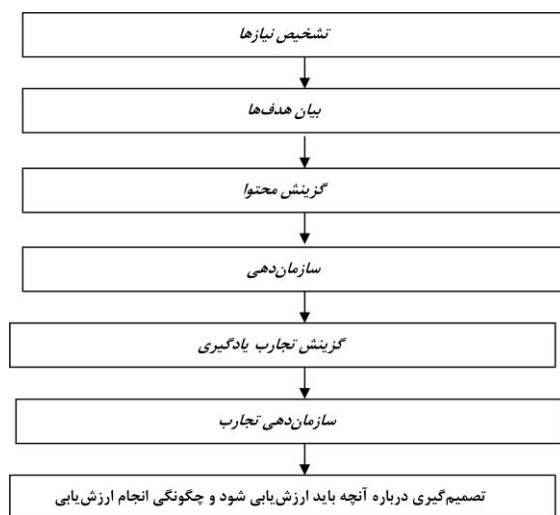 تشخیص نیازها
بیان هدف‌ها
گزینش محتوا
سازمان‌دهی
گزینش تجارب یادگیری
سازمان‌دهی تجارب
تصمیم‌گیری درباره آنچه باید ارزش‌یابی شود و چگونگی انجام ارزش‌یابی